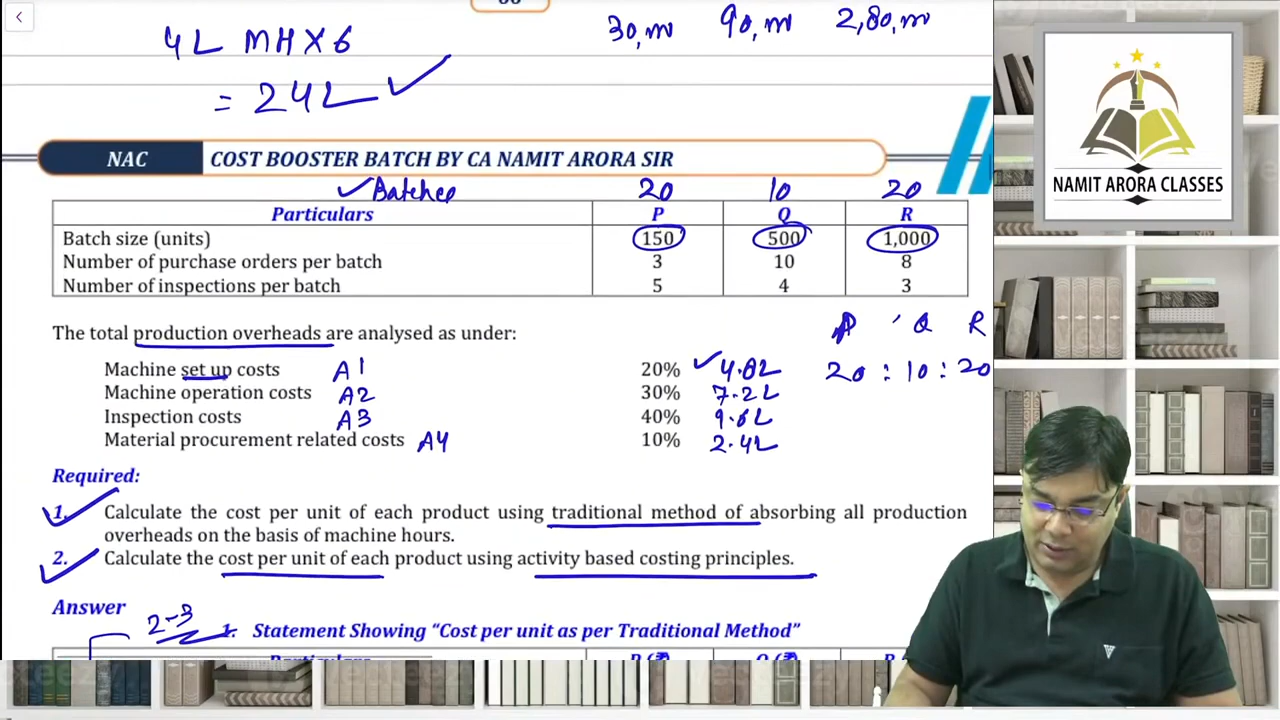 30,m 90,m 2,80,m
4L MHX6
= 24L
NAMIT ARORA CLASSES
NAC COST BOOSTER BATCH BY CA NAMIT ARORA SIR
Batches 20 10 20
Particulars P Q R
Batch size (units) 150 500 1,000
Number of purchase orders per batch 3 10 8
Number of inspections per batch 5 4 3
The total production overheads are analysed as under:
P Q R
Machine set up costs A1 20% 4.8L 20 : 10 : 20
Machine operation costs A2 30% 7.2L
Inspection costs A3 40% 9.6L
Material procurement related costs A4 10% 2.4L
Required:
1. Calculate the cost per unit of each product using traditional method of absorbing all production
overheads on the basis of machine hours.
2. Calculate the cost per unit of each product using activity based costing principles.
Answer
2-3
1. Statement Showing "Cost per unit as per Traditional Method"
Particulars P (₹) Q (₹)